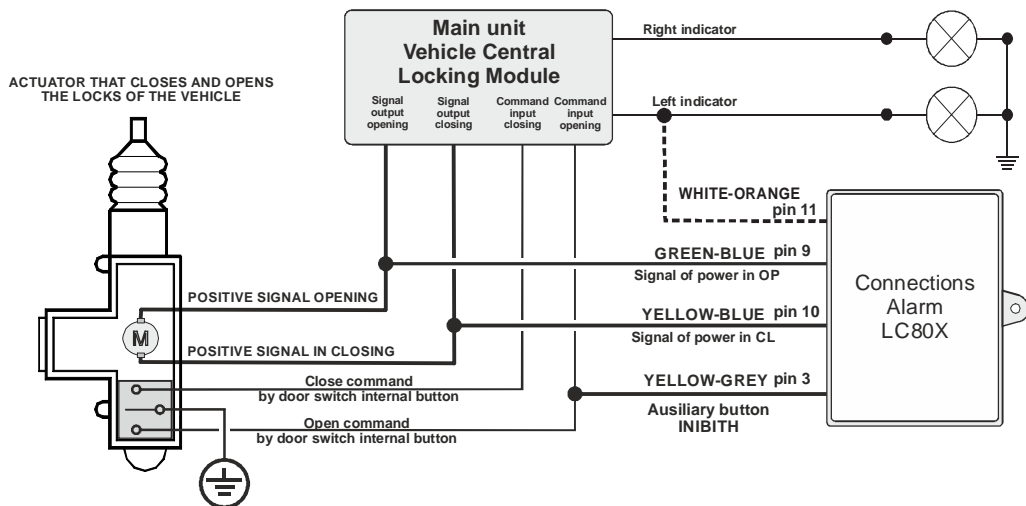 Main unit
Vehicle Central
Locking Module
Signal
output
opening
Signal
output
closing
Command
input
closing
Command
input
opening
Right indicator
Left indicator
ACTUATOR THAT CLOSES AND OPENS
THE LOCKS OF THE VEHICLE
WHITE-ORANGE
pin 11
GREEN-BLUE pin 9
Signal of power in OP
YELLOW-BLUE pin 10
Signal of power in CL
YELLOW-GREY pin 3
Ausiliary button
INIBITH
Connections
Alarm
LC80X
POSITIVE SIGNAL OPENING
M
POSITIVE SIGNAL IN CLOSING
Close command
by door switch internal button
Open command
by door switch internal button